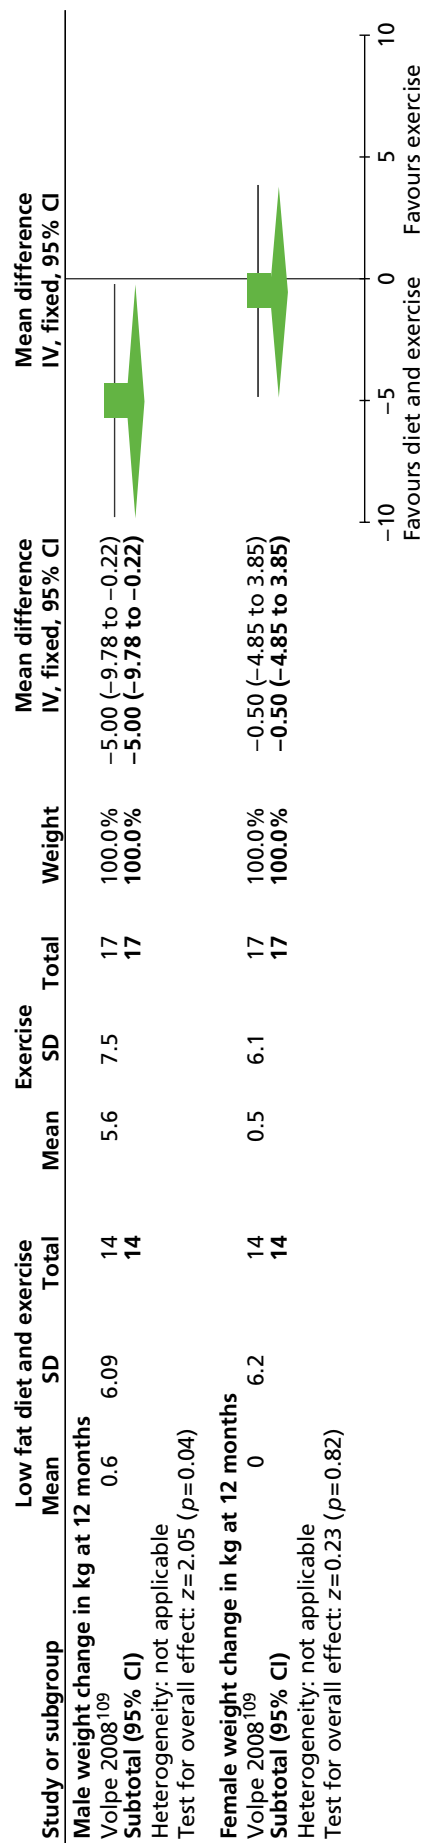 Low fat diet and exercise Exercise Mean difference Mean difference
Study or subgroup Mean SD Total Mean SD Total Weight IV, fixed, 95% CI IV, fixed, 95% CI
Male weight change in kg at 12 months
Volpe 2008¹⁰⁹ 0.6 6.09 14 5.6 7.5 17 100.0% −5.00 (−9.78 to −0.22)
Subtotal (95% CI) 14 17 100.0% −5.00 (−9.78 to −0.22)
Heterogeneity: not applicable
Test for overall effect: z=2.05 (p=0.04)
Female weight change in kg at 12 months
Volpe 2008¹⁰⁹ 0 6.2 14 0.5 6.1 17 100.0% −0.50 (−4.85 to 3.85)
Subtotal (95% CI) 14 17 100.0% −0.50 (−4.85 to 3.85)
Heterogeneity: not applicable
Test for overall effect: z=0.23 (p=0.82)
−10 −5 0 5 10
Favours diet and exercise Favours exercise